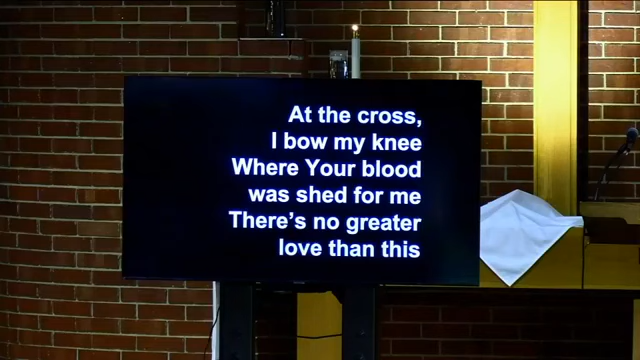 At the cross,
I bow my knee
Where Your blood
was shed for me
There’s no greater
love than this